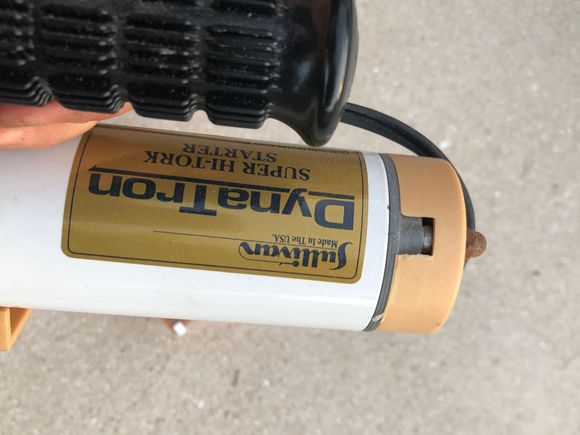 Sullivan
Made In The USA.
DynaTron
SUPER HI-TORK
STARTER